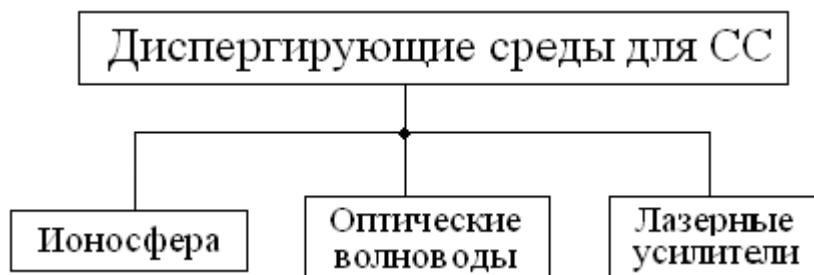 Диспергирующие среды для СС
Ионосфера
Оптические
волноводы
Лазерные
усилители